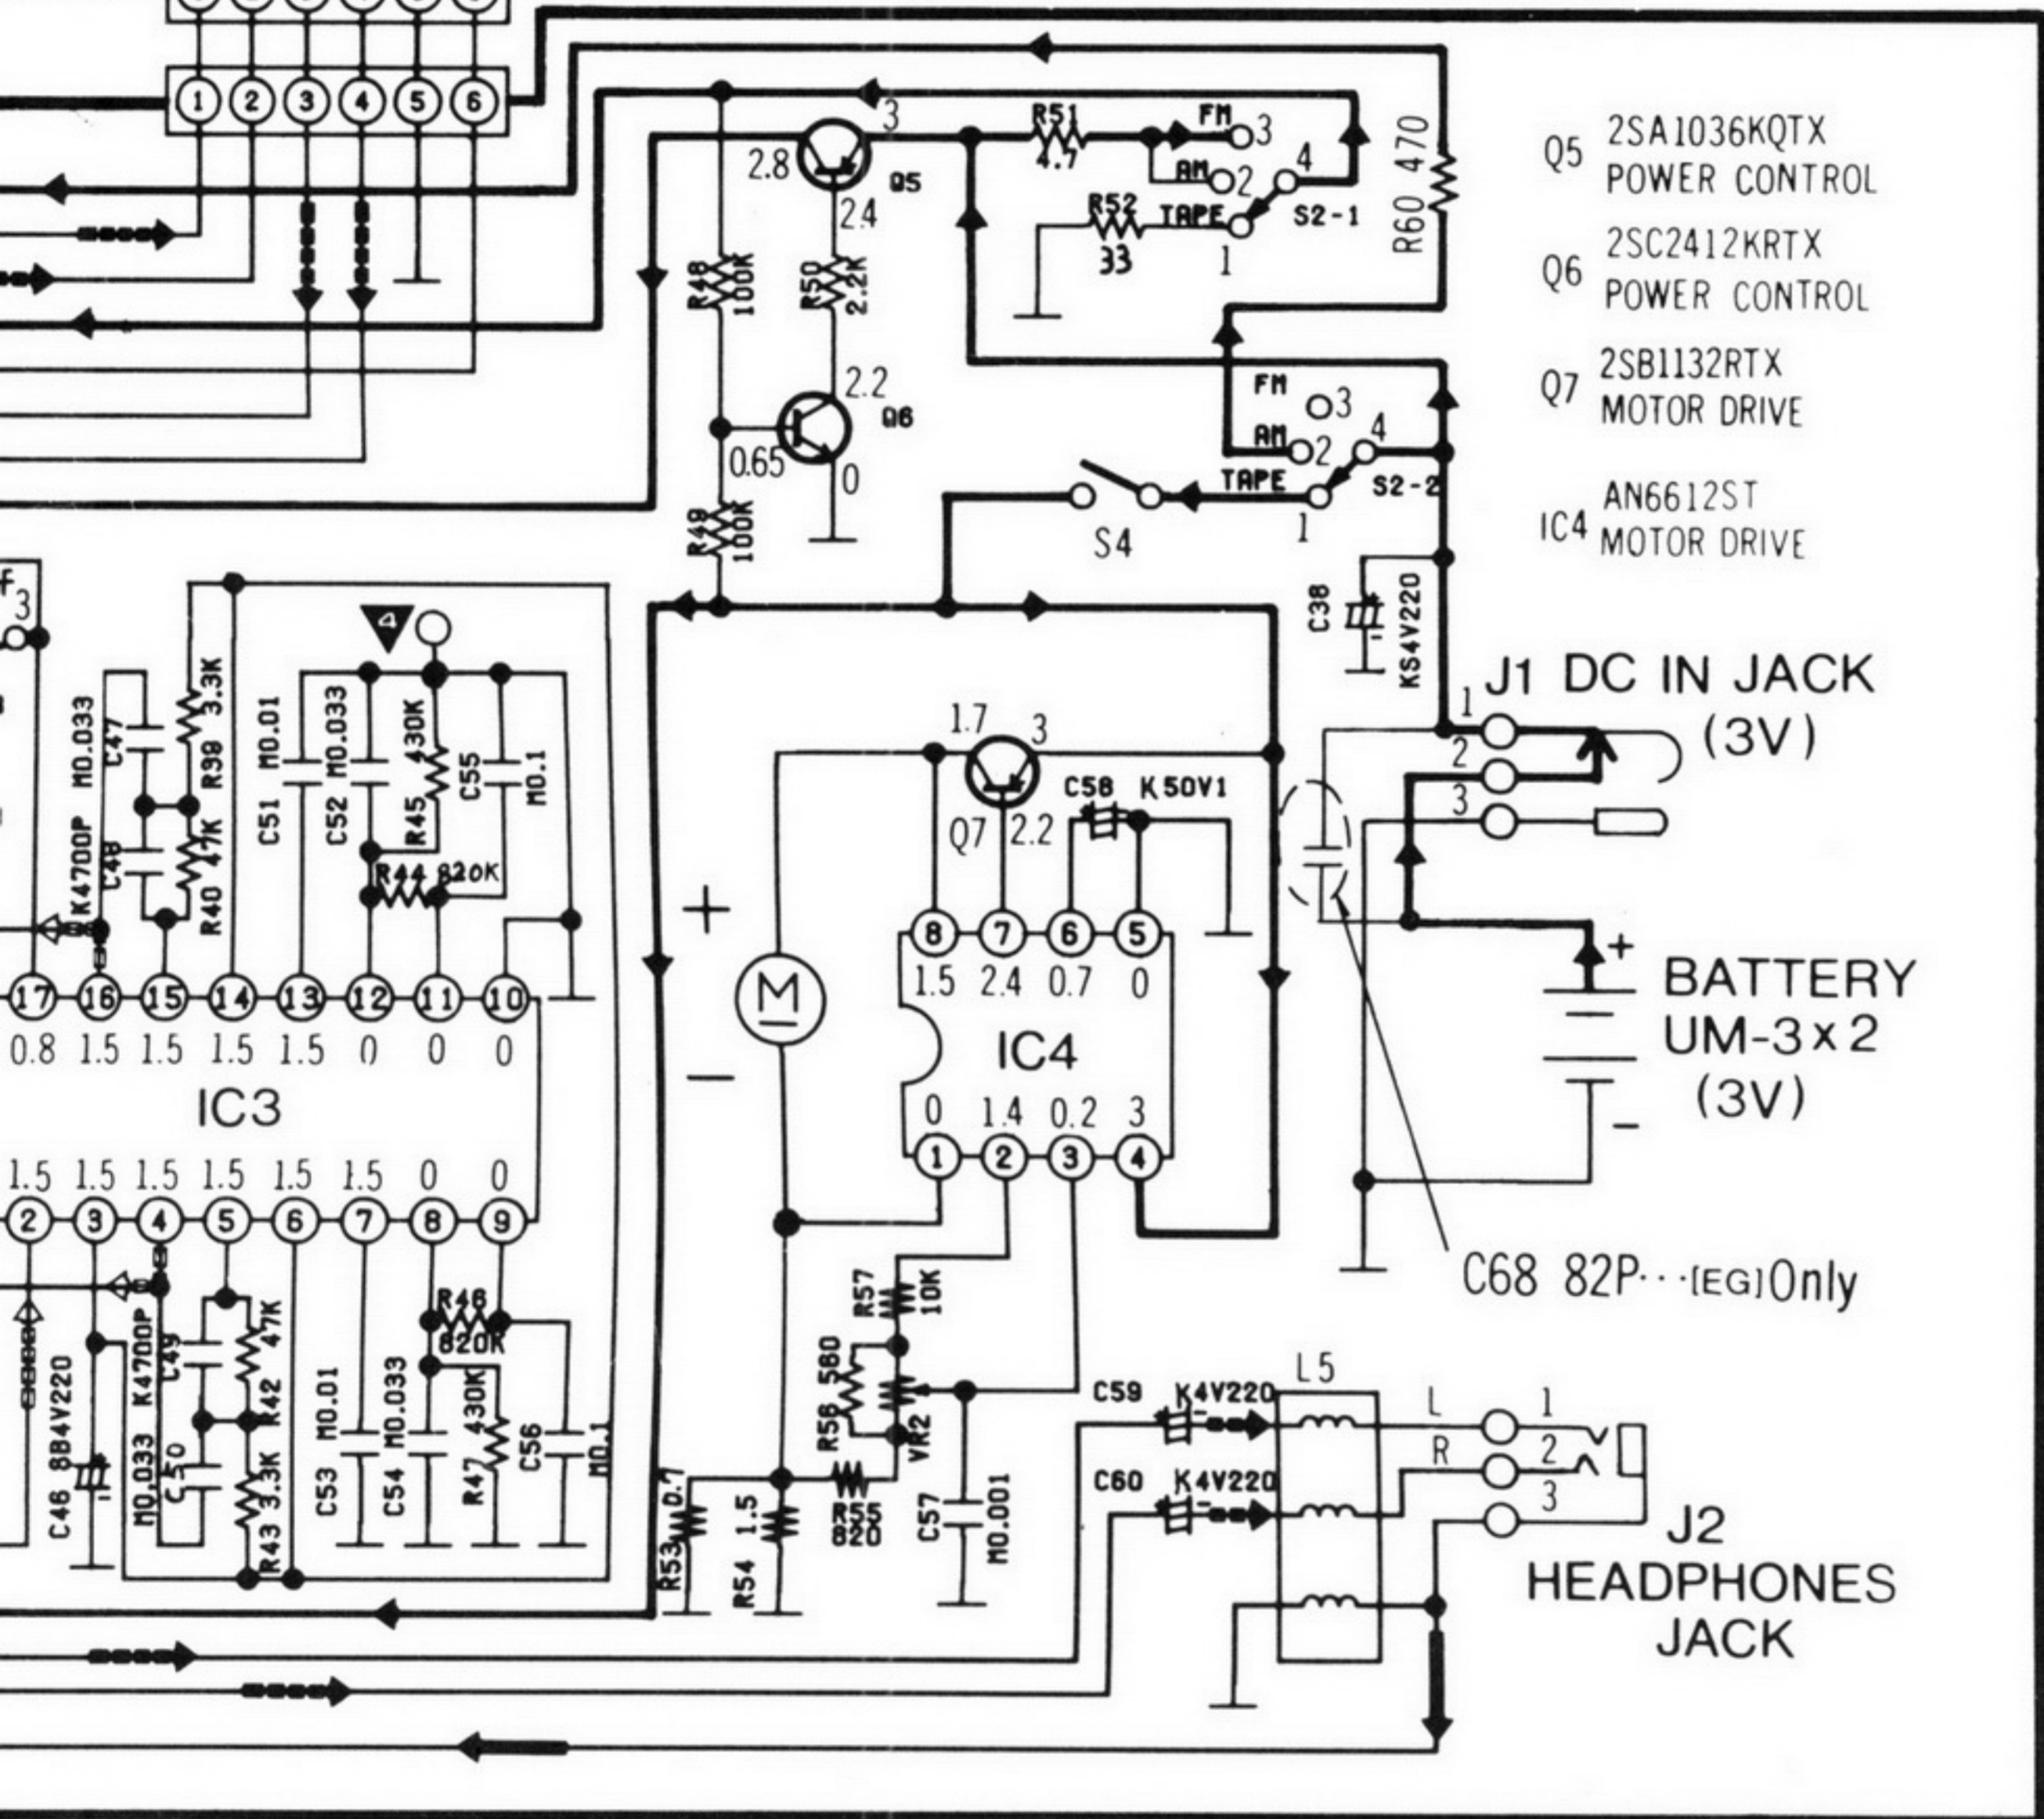 1 2 3 4 5 6
3
2.8
Q5
2.4
R51
4.7
FM 3
AM 2
TAPE
1
4
S2-1
R52
33
R60 470
Q5 2SA1036KQTX
POWER CONTROL
Q6 2SC2412KRTX
POWER CONTROL
Q7 2SB1132RTX
MOTOR DRIVE
IC4 AN6612ST
MOTOR DRIVE
R48 100K
R50 2.2K
2.2
Q6
0.65
0
R49 100K
FM 3
AM 2
TAPE
1
4
S2-2
S4
C38
KS4V220
J1 DC IN JACK
(3V)
1
2
3
3
4
C47 M0.033
R39 3.3K
C48 K4700P
R40 47K
C51 M0.01
C52 M0.033
R45 430K
C55 M0.1
R44 820K
17 16 15 14 13 12 11 10
0.8 1.5 1.5 1.5 1.5 0 0 0
IC3
1.5 1.5 1.5 1.5 1.5 1.5 0 0
2 3 4 5 6 7 8 9
1.7
3
Q7
2.2
C58 K50V1
+
M
−
8 7 6 5
1.5 2.4 0.7 0
IC4
0 1.4 0.2 3
1 2 3 4
+
BATTERY
UM-3x2
(3V)
−
C68 82P···[EG]Only
C46 8B4V220
C49 K4700P
R42 47K
C50 M0.033
R43 3.3K
C53 M0.01
C54 M0.033
R46
820K
R47 430K
C56 M0.1
R57 10K
R56 560
VR2
R53 0.7
R54 1.5
R55
820
C57 M0.001
C59 K4V220
C60 K4V220
L5
L 1
R 2
3
J2
HEADPHONES
JACK